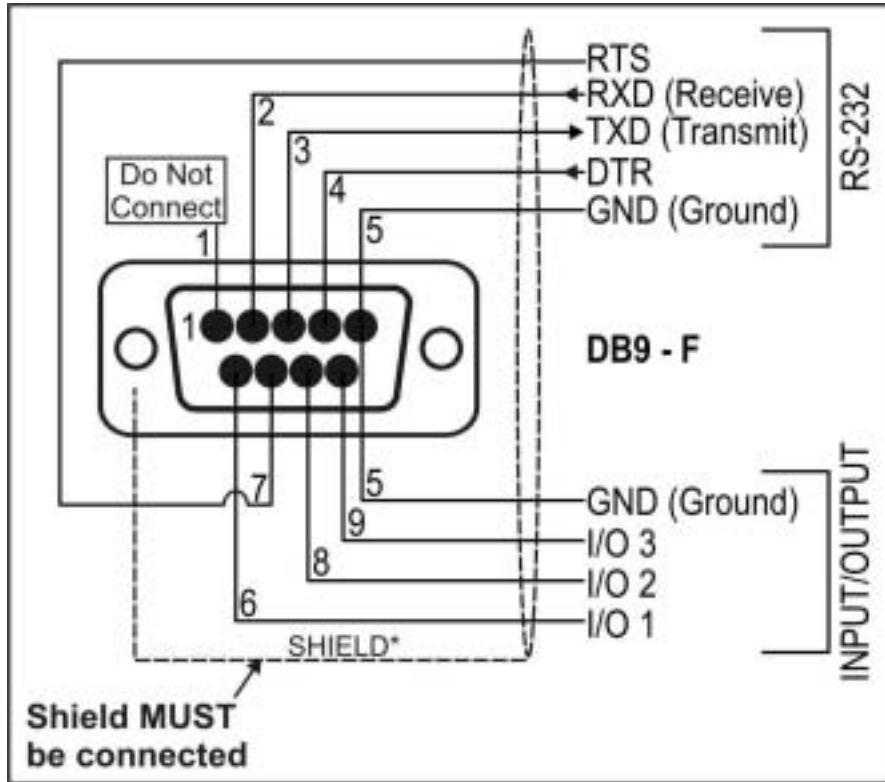 RTS
RXD (Receive)
TXD (Transmit)
DTR
GND (Ground)
RS-232
2
3
4
5
Do Not
Connect
1
1
DB9 - F
7
5
9
8
6
GND (Ground)
I/O 3
I/O 2
I/O 1
INPUT/OUTPUT
SHIELD*
Shield MUST
be connected